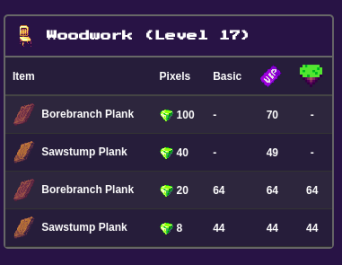 Woodwork (Level 17)
Item Pixels Basic VIP
Borebranch Plank 100 - 70 -
Sawstump Plank 40 - 49 -
Borebranch Plank 20 64 64 64
Sawstump Plank 8 44 44 44